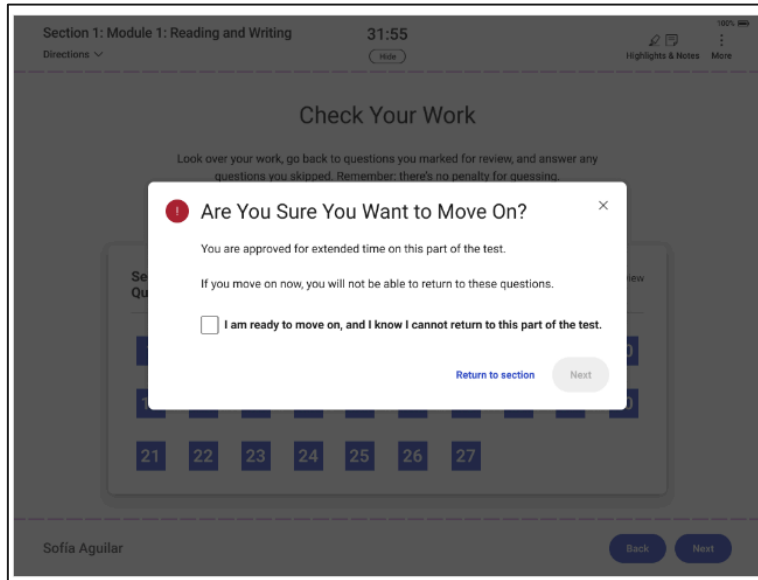 Section 1: Module 1: Reading and Writing
31:55
100%
Directions
Hide
Highlights & Notes
More
Check Your Work
Look over your work, go back to questions you marked for review, and answer any
questions you skipped. Remember: there's no penalty for guessing.
Are You Sure You Want to Move On?
You are approved for extended time on this part of the test.
If you move on now, you will not be able to return to these questions.
I am ready to move on, and I know I cannot return to this part of the test.
Return to section
Next
21 22 23 24 25 26 27
Sofía Aguilar
Back
Next